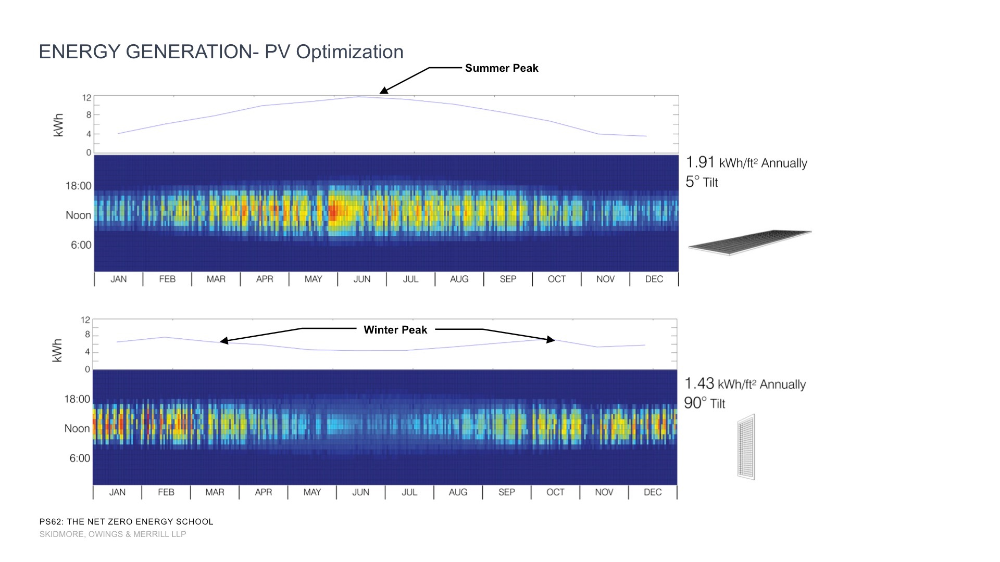 ENERGY GENERATION- PV Optimization
Summer Peak
12
8
4
0
kWh
18:00
Noon
6:00
JAN FEB MAR APR MAY JUN JUL AUG SEP OCT NOV DEC
1.91 kWh/ft² Annually
5° Tilt
Winter Peak
12
8
4
0
kWh
18:00
Noon
6:00
JAN FEB MAR APR MAY JUN JUL AUG SEP OCT NOV DEC
1.43 kWh/ft² Annually
90° Tilt
PS62: THE NET ZERO ENERGY SCHOOL
SKIDMORE, OWINGS & MERRILL LLP